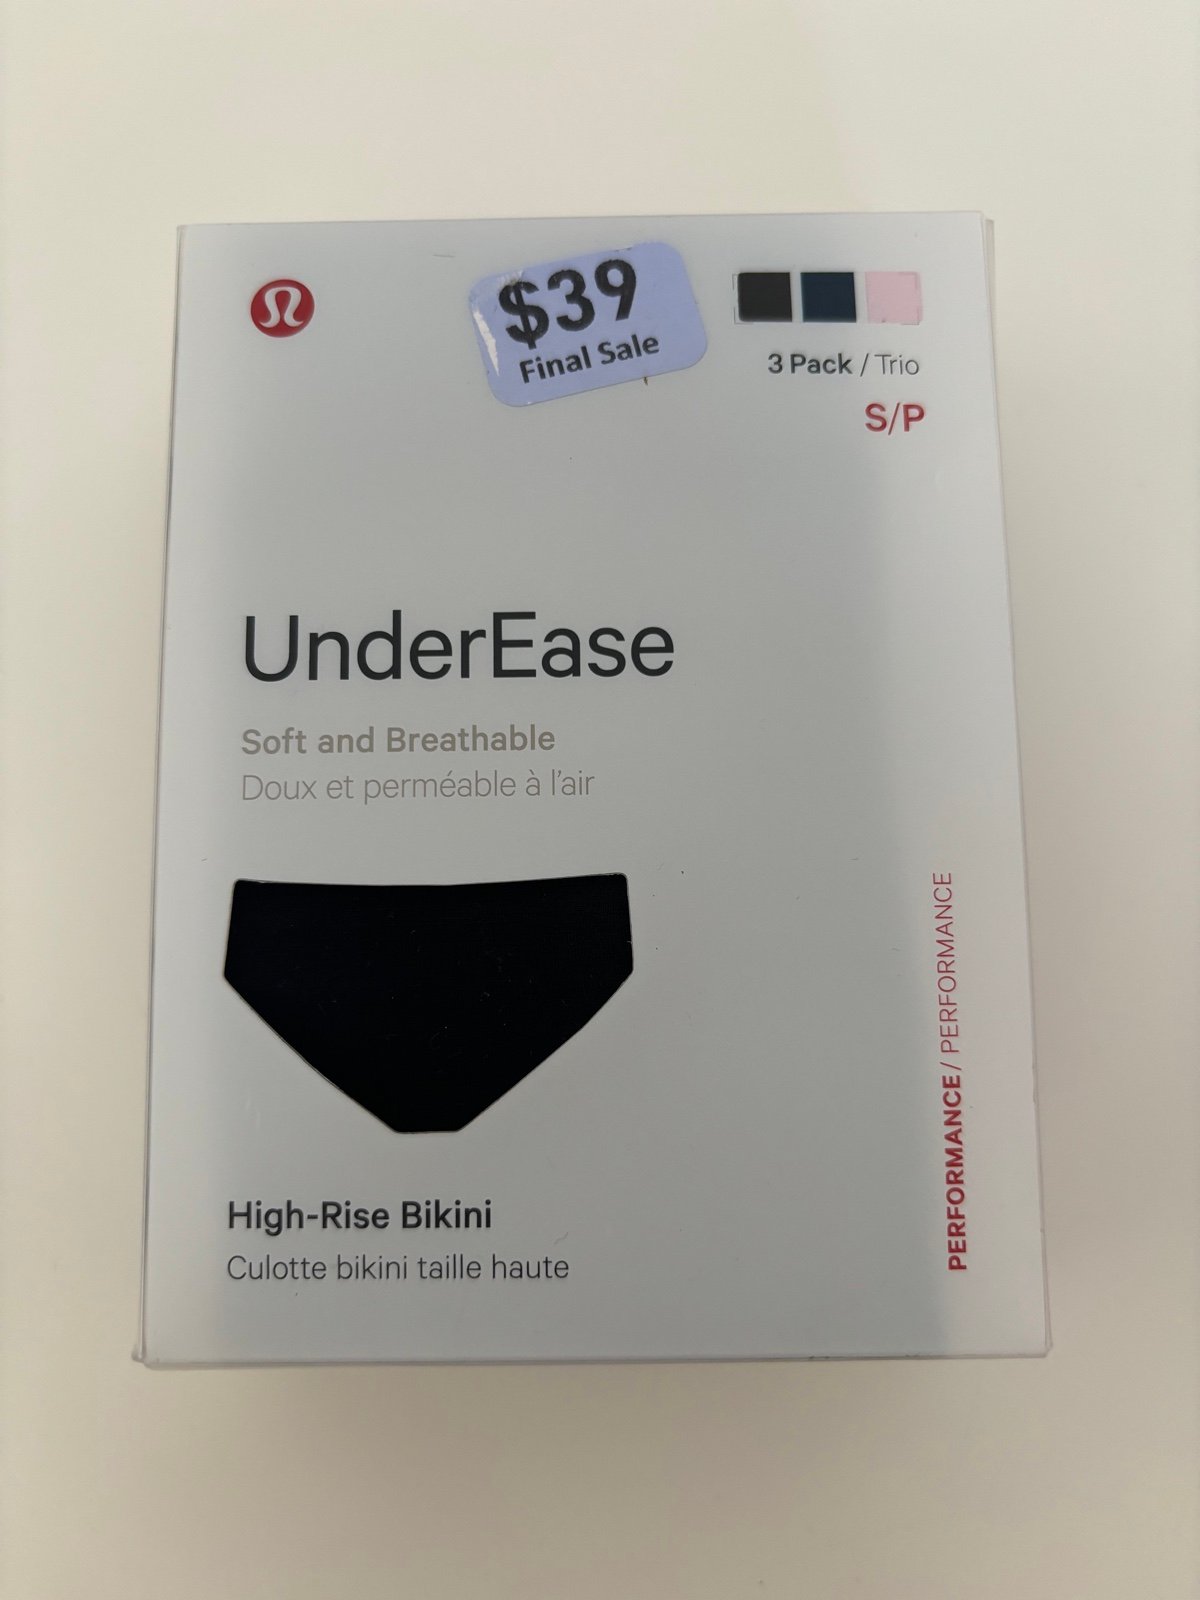 $39
Final Sale
3 Pack / Trio
S/P
UnderEase
Soft and Breathable
Doux et perméable à l'air
High-Rise Bikini
Culotte bikini taille haute
PERFORMANCE / PERFORMANCE